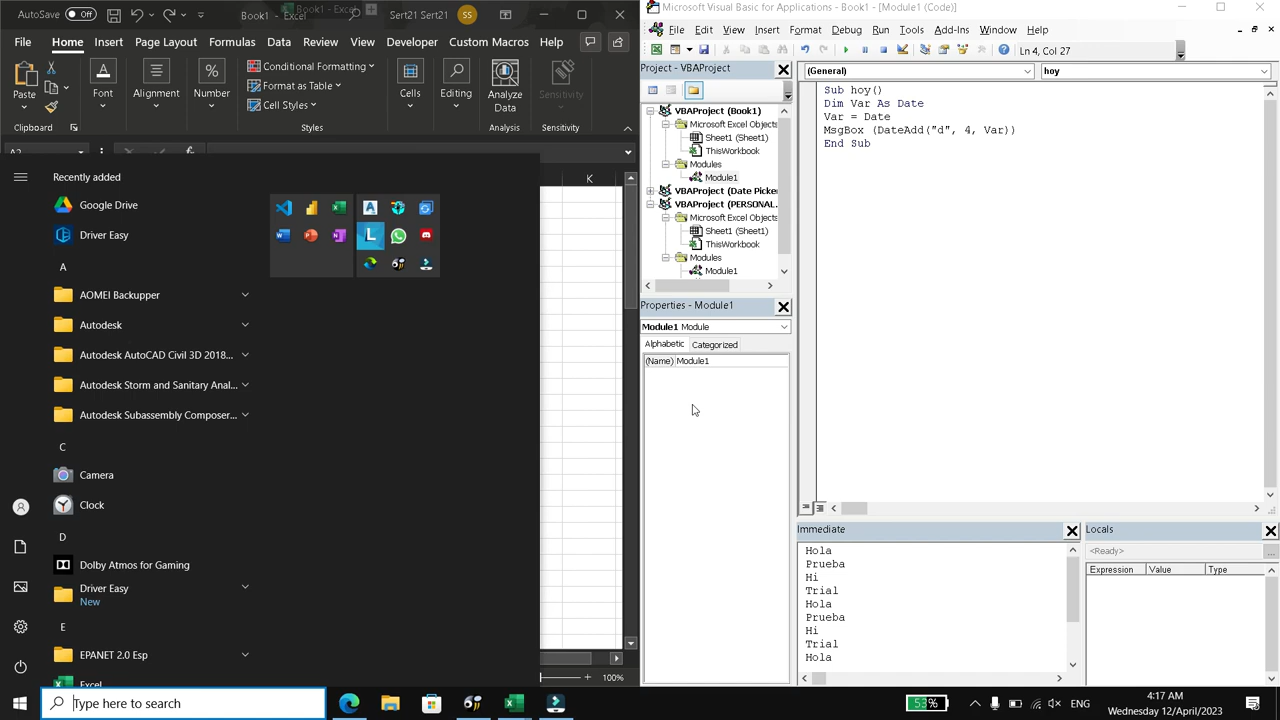 AutoSave
Off
Book1 - Excel
Book1 - Excel
Sert21 Sert21
SS
File
Home
Insert
Page Layout
Formulas
Data
Review
View
Developer
Custom Macros
Help
Paste
Font
Alignment
Number
Conditional Formatting
Format as Table
Cell Styles
Cells
Editing
Analyze
Data
Sensitivity
Clipboard
Styles
Analysis
Sensitivity
K
100%
Recently added
Google Drive
Driver Easy
A
AOMEI Backupper
Autodesk
Autodesk AutoCAD Civil 3D 2018...
Autodesk Storm and Sanitary Anal...
Autodesk Subassembly Composer...
C
Camera
Clock
D
Dolby Atmos for Gaming
Driver Easy
New
E
EPANET 2.0 Esp
Excel
Type here to search
Microsoft Visual Basic for Applications - Book1 - [Module1 (Code)]
File
Edit
View
Insert
Format
Debug
Run
Tools
Add-Ins
Window
Help
Ln 4, Col 27
Project - VBAProject
VBAProject (Book1)
Microsoft Excel Objects
Sheet1 (Sheet1)
ThisWorkbook
Modules
Module1
VBAProject (Date Picke
VBAProject (PERSONAL.
Microsoft Excel Objects
Sheet1 (Sheet1)
ThisWorkbook
Modules
Module1
Properties - Module1
Module1 Module
Alphabetic
Categorized
(Name) Module1
(General)
hoy
Sub hoy()
Dim Var As Date
Var = Date
MsgBox (DateAdd("d", 4, Var))
End Sub
Immediate
Hola
Prueba
Hi
Trial
Hola
Prueba
Hi
Trial
Hola
Locals
<Ready>
Expression
Value
Type
53%
ENG
4:17 AM
Wednesday 12/April/2023